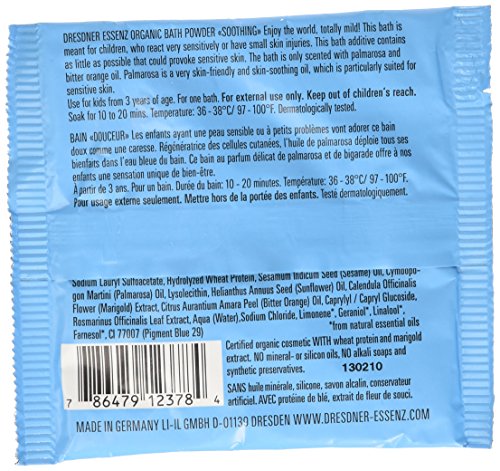 DRESDNER ESSENZ ORGANIC BATH POWDER «SOOTHING» Enjoy the world, totally mild! This bath is
meant for children, who react very sensitively or have small skin injuries. This bath additive contains
as little as possible that could provoke sensitive skin. The bath is only scented with palmarosa and
bitter orange oil. Palmarosa is a very skin-friendly and skin-soothing oil, which is particularly suited for
sensitive skin.
Use for kids from 3 years of age. For one bath. For external use only. Keep out of children's reach.
Soak for 10 to 20 mins. Temperature: 36 - 38°C/ 97 - 100°F. Dermatologically tested.
BAIN «DOUCEUR» Les enfants ayant une peau sensible ou à petits problèmes vont adorer ce bain
doux comme une caresse. Régénératrice des cellules cutanées, l'huile de palmarosa déploie tous ses
bienfaits dans l'eau bleue du bain. Ce bain au parfum délicat de palmarosa et de bigarade offre à nos
enfants une sensation unique de bien-être.
À partir de 3 ans. Pour un bain. Durée du bain: 10 - 20 minutes. Température: 36 - 38°C/ 97 - 100°F.
Pour usage externe seulement. Mettre hors de la portée des enfants. Testé dermatologiquement.
Sodium Lauryl Sulfoacetate, Hydrolyzed Wheat Protein, Sesamum Indicum Seed (Sesame) Oil, Cymbopo-
gon Martini (Palmarosa) Oil, Lysolecithin, Helianthus Annuus Seed (Sunflower) Oil, Calendula Officinalis
Flower (Marigold) Extract, Citrus Aurantium Amara Peel (Bitter Orange) Oil, Caprylyl / Capryl Glucoside,
Rosmarinus Officinalis Leaf Extract, Aqua (Water), Sodium Chloride, Limonene*, Geraniol*, Linalool*,
Farnesol*, CI 77007 (Pigment Blue 29)
*from natural essential oils
Certified organic cosmetic WITH wheat protein and marigold
extract. NO mineral- or silicon oils, NO alkali soaps and
synthetic preservatives.
130210
SANS huile minérale, silicone, savon alcalin, conservateur
artificiel. AVEC protéine de blé, extrait de fleur de souci.
7 86479 12378 4
MADE IN GERMANY LI-IL GMBH D-01139 DRESDEN WWW.DRESDNER-ESSENZ.COM